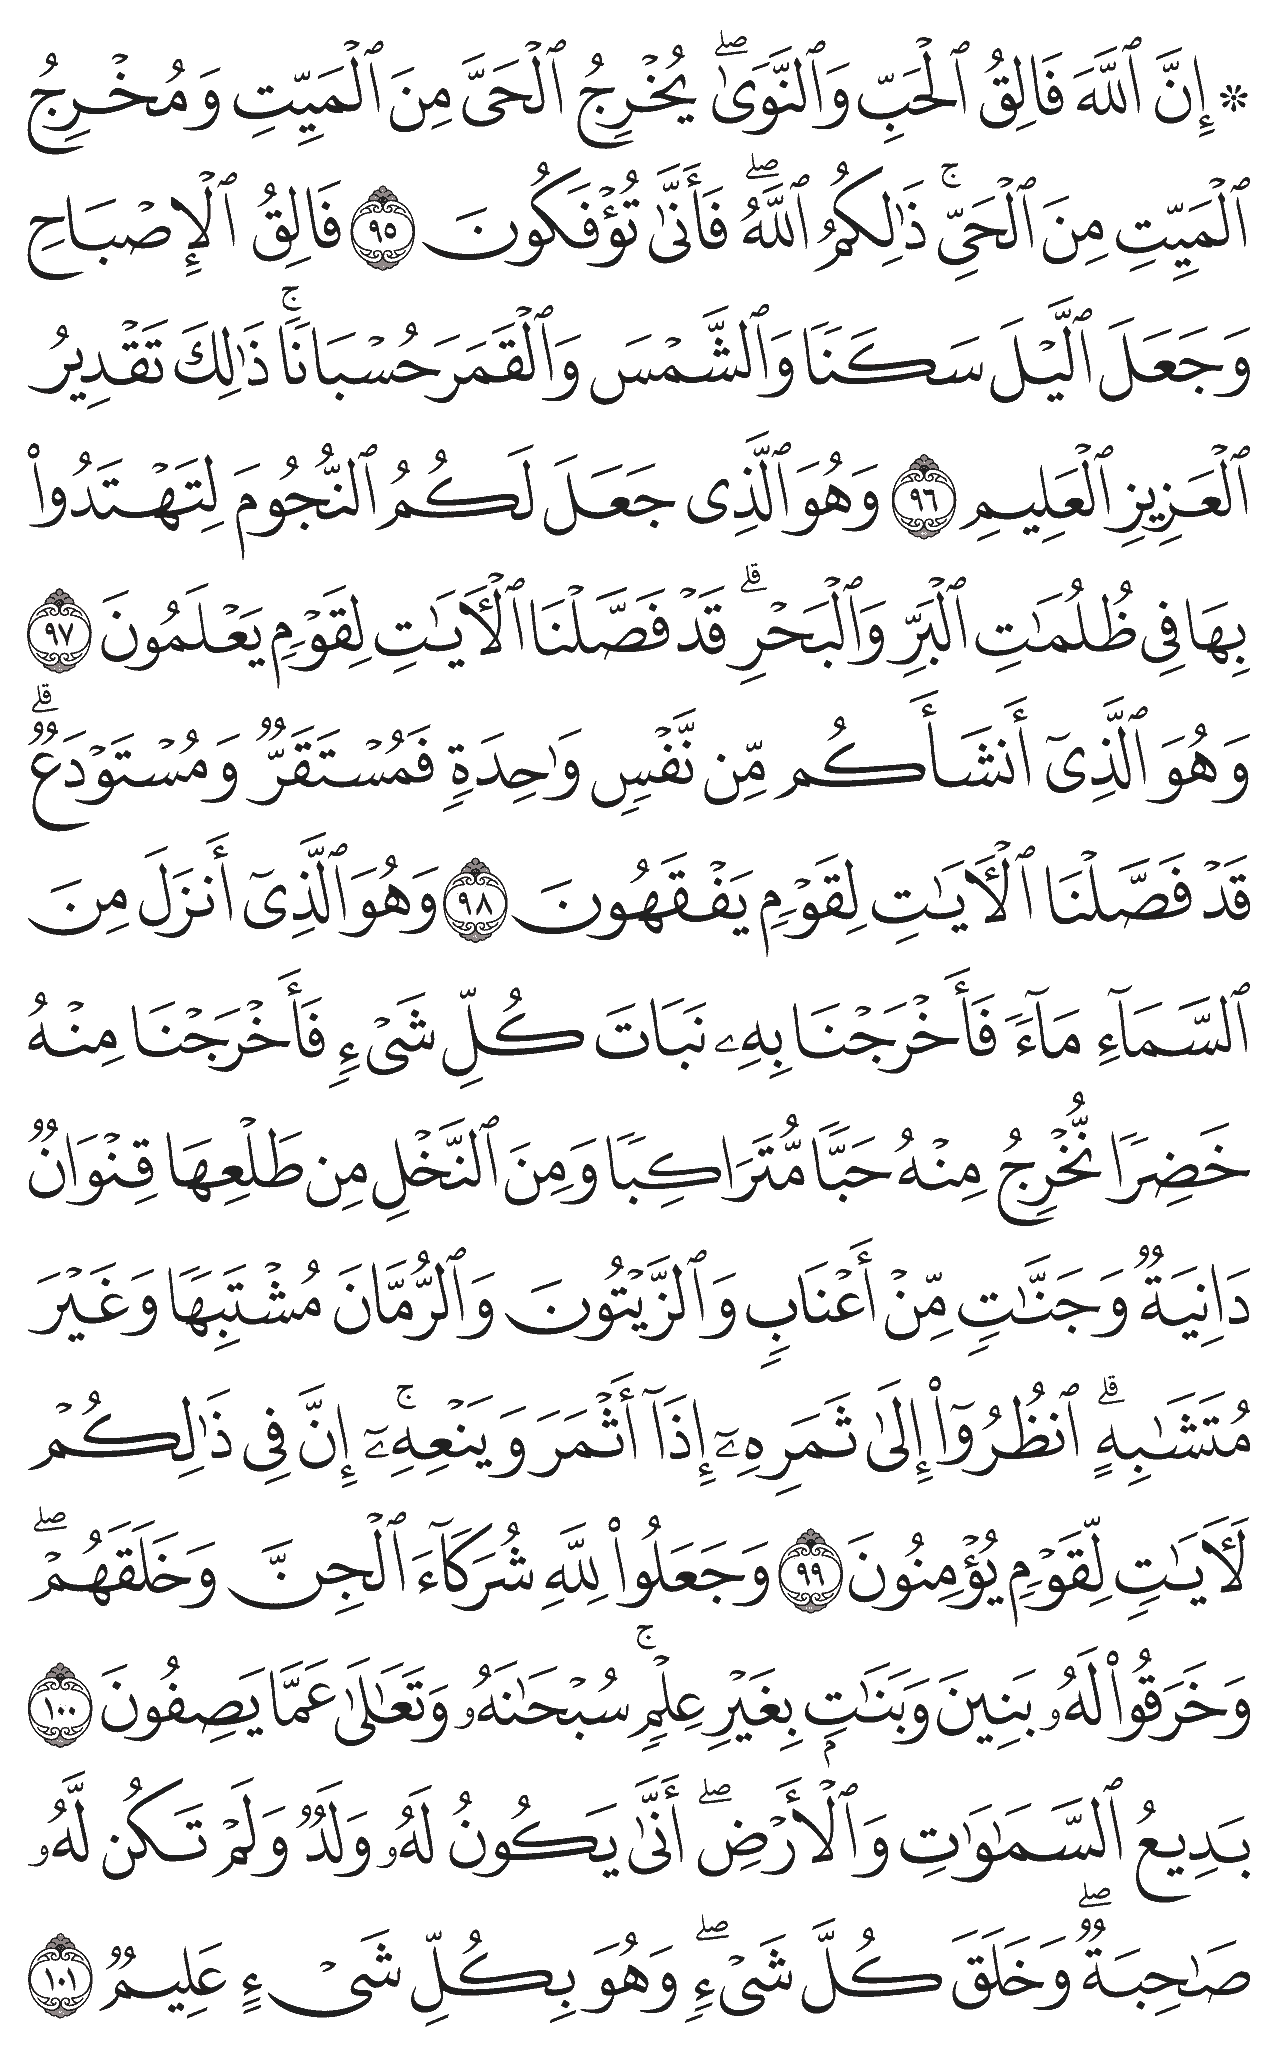 ۞ إِنَّ ٱللَّهَ فَالِقُ ٱلْحَبِّ وَٱلنَّوَىٰۖ يُخْرِجُ ٱلْحَىَّ مِنَ ٱلْمَيِّتِ وَمُخْرِجُ
ٱلْمَيِّتِ مِنَ ٱلْحَىِّۚ ذَٰلِكُمُ ٱللَّهُۖ فَأَنَّىٰ تُؤْفَكُونَ ٩٥ فَالِقُ ٱلْإِصْبَاحِ
وَجَعَلَ ٱلَّيْلَ سَكَنًا وَٱلشَّمْسَ وَٱلْقَمَرَ حُسْبَانًاۚ ذَٰلِكَ تَقْدِيرُ
ٱلْعَزِيزِ ٱلْعَلِيمِ ٩٦ وَهُوَ ٱلَّذِى جَعَلَ لَكُمُ ٱلنُّجُومَ لِتَهْتَدُوا۟
بِهَا فِى ظُلُمَٰتِ ٱلْبَرِّ وَٱلْبَحْرِۗ قَدْ فَصَّلْنَا ٱلْءَايَٰتِ لِقَوْمٍ يَعْلَمُونَ ٩٧
وَهُوَ ٱلَّذِىٓ أَنشَأَكُم مِّن نَّفْسٍ وَٰحِدَةٍ فَمُسْتَقَرٌّ وَمُسْتَوْدَعٌۗ
قَدْ فَصَّلْنَا ٱلْءَايَٰتِ لِقَوْمٍ يَفْقَهُونَ ٩٨ وَهُوَ ٱلَّذِىٓ أَنزَلَ مِنَ
ٱلسَّمَآءِ مَآءً فَأَخْرَجْنَا بِهِۦ نَبَاتَ كُلِّ شَىْءٍ فَأَخْرَجْنَا مِنْهُ
خَضِرًا نُّخْرِجُ مِنْهُ حَبًّا مُّتَرَاكِبًا وَمِنَ ٱلنَّخْلِ مِن طَلْعِهَا قِنْوَانٌ
دَانِيَةٌ وَجَنَّٰتٍ مِّنْ أَعْنَابٍ وَٱلزَّيْتُونَ وَٱلرُّمَّانَ مُشْتَبِهًا وَغَيْرَ
مُتَشَٰبِهٍۗ ٱنظُرُوٓا۟ إِلَىٰ ثَمَرِهِۦٓ إِذَآ أَثْمَرَ وَيَنْعِهِۦٓۚ إِنَّ فِى ذَٰلِكُمْ
لَءَايَٰتٍ لِّقَوْمٍ يُؤْمِنُونَ ٩٩ وَجَعَلُوا۟ لِلَّهِ شُرَكَآءَ ٱلْجِنَّ وَخَلَقَهُمْۖ
وَخَرَقُوا۟ لَهُۥ بَنِينَ وَبَنَٰتٍۭ بِغَيْرِ عِلْمٍۚ سُبْحَٰنَهُۥ وَتَعَٰلَىٰ عَمَّا يَصِفُونَ ١٠٠
بَدِيعُ ٱلسَّمَٰوَٰتِ وَٱلْأَرْضِۖ أَنَّىٰ يَكُونُ لَهُۥ وَلَدٌ وَلَمْ تَكُن لَّهُۥ
صَٰحِبَةٌۖ وَخَلَقَ كُلَّ شَىْءٍۖ وَهُوَ بِكُلِّ شَىْءٍ عَلِيمٌ ١٠١